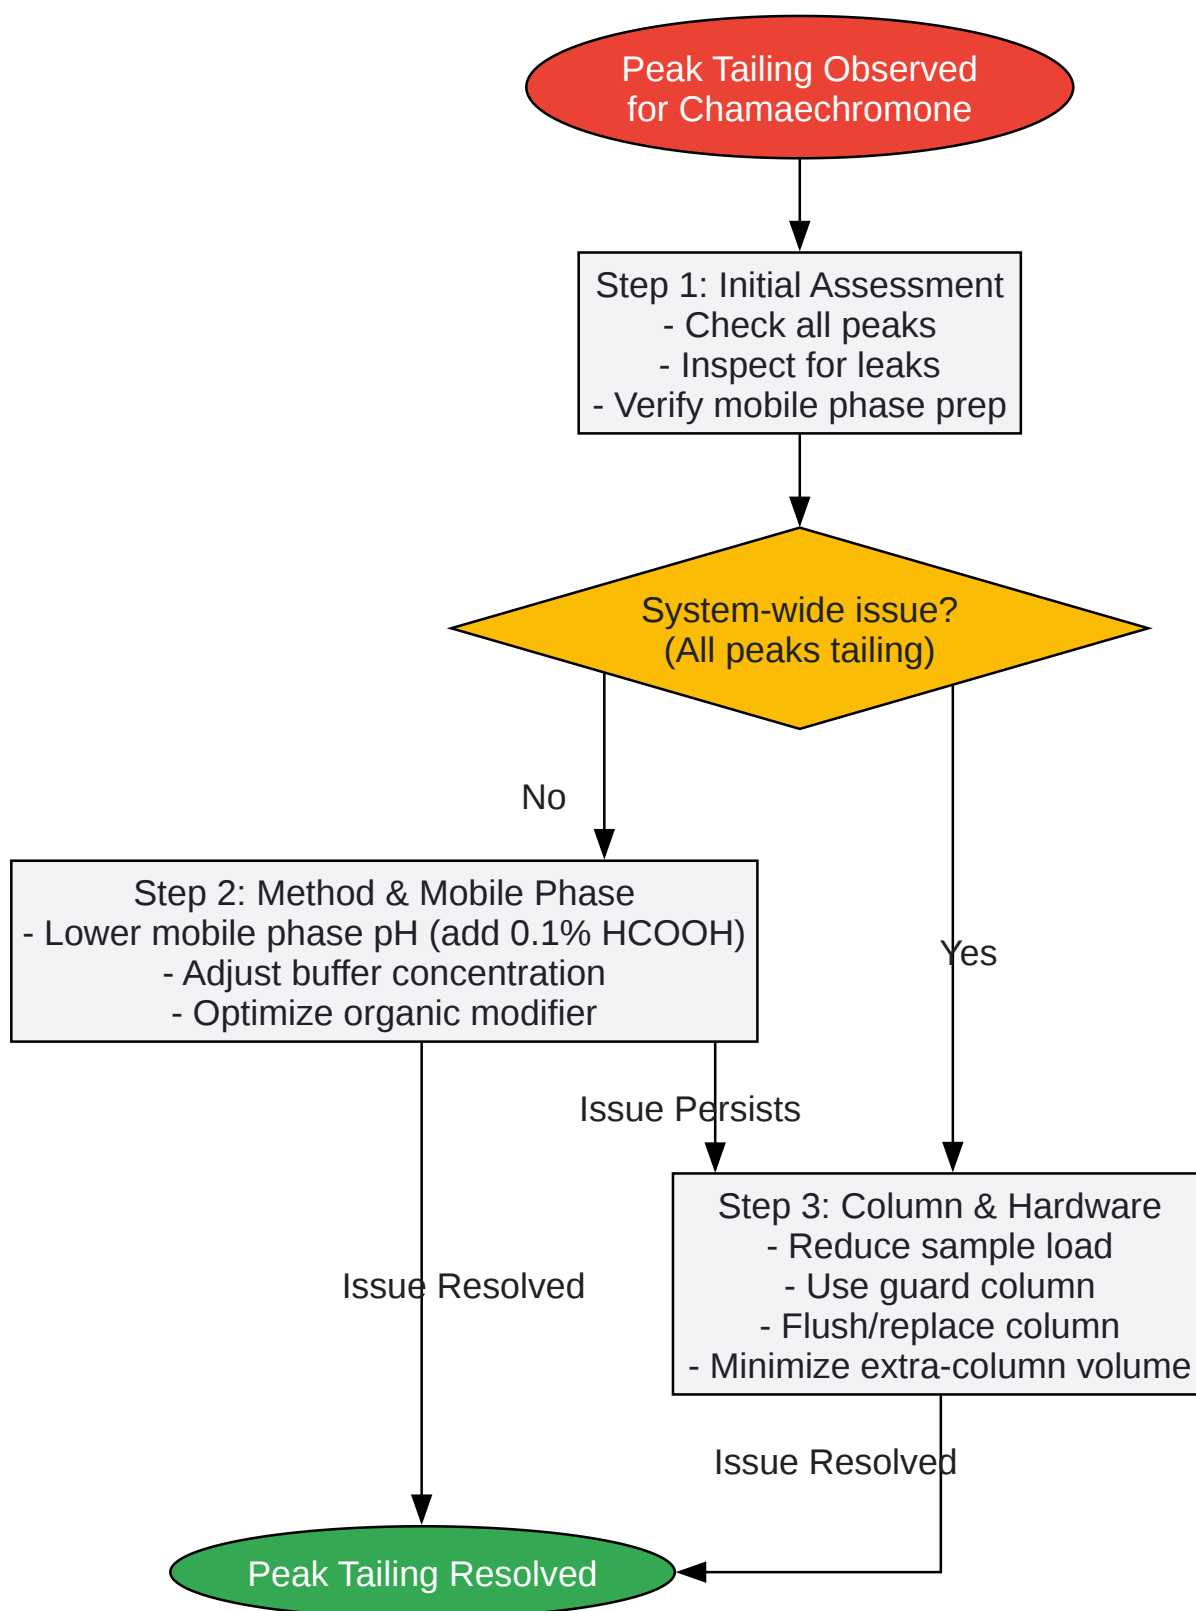 Peak Tailing Observed
for Chamaechromone
Step 1: Initial Assessment
- Check all peaks
- Inspect for leaks
- Verify mobile phase prep
System-wide issue?
(All peaks tailing)
No
Yes
Step 2: Method & Mobile Phase
- Lower mobile phase pH (add 0.1% HCOOH)
- Adjust buffer concentration
- Optimize organic modifier
Issue Persists
Step 3: Column & Hardware
- Reduce sample load
- Use guard column
- Flush/replace column
- Minimize extra-column volume
Issue Resolved
Issue Resolved
Peak Tailing Resolved